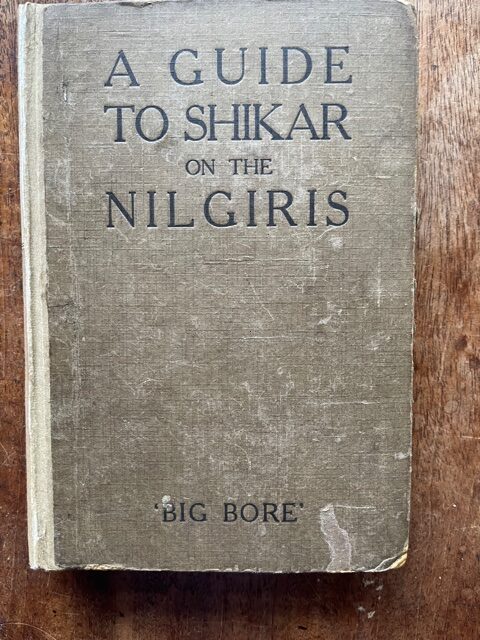 A GUIDE
TO SHIKAR
ON THE
NILGIRIS
'BIG BORE'